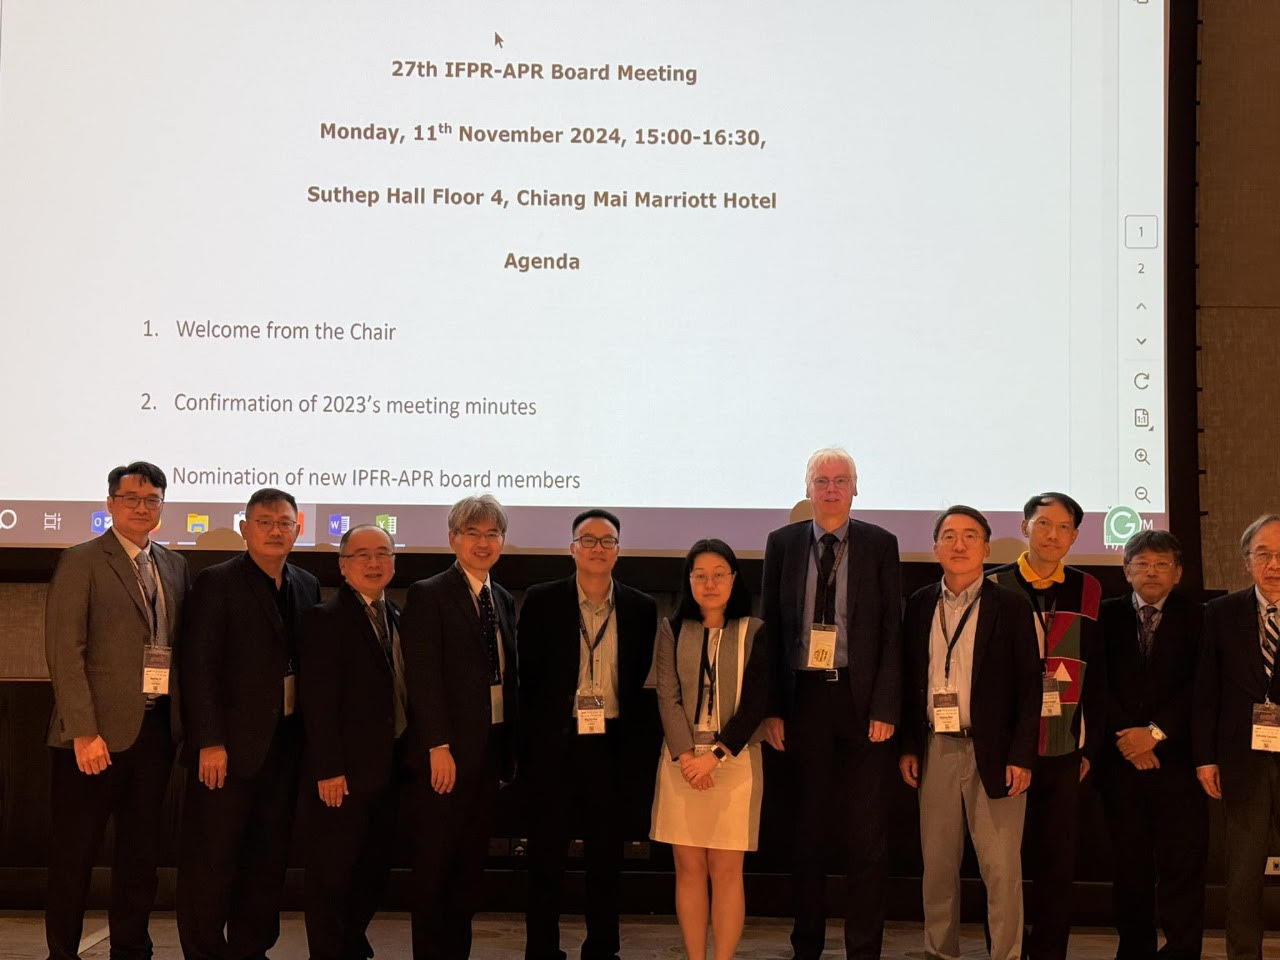 27th IFPR-APR Board Meeting
Monday, 11th November 2024, 15:00-16:30,
Suthep Hall Floor 4, Chiang Mai Marriott Hotel
Agenda
1. Welcome from the Chair
2. Confirmation of 2023’s meeting minutes
Nomination of new IPFR-APR board members
1
2
1:1
W
G
M